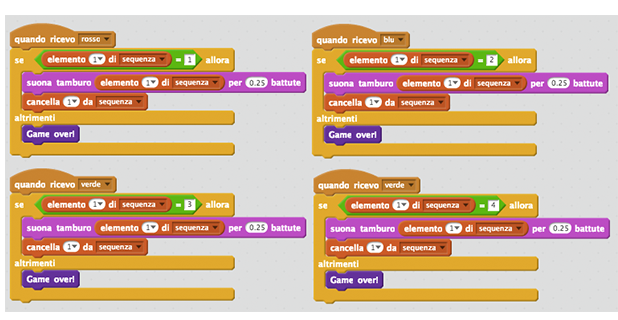 quando ricevo rosso
se elemento 1 di sequenza = 1 allora
suona tamburo elemento 1 di sequenza per 0.25 battute
cancella 1 da sequenza
altrimenti
Game over!
quando ricevo blu
se elemento 1 di sequenza = 2 allora
suona tamburo elemento 1 di sequenza per 0.25 battute
cancella 1 da sequenza
altrimenti
Game over!
quando ricevo verde
se elemento 1 di sequenza = 3 allora
suona tamburo elemento 1 di sequenza per 0.25 battute
cancella 1 da sequenza
altrimenti
Game over!
quando ricevo verde
se elemento 1 di sequenza = 4 allora
suona tamburo elemento 1 di sequenza per 0.25 battute
cancella 1 da sequenza
altrimenti
Game over!